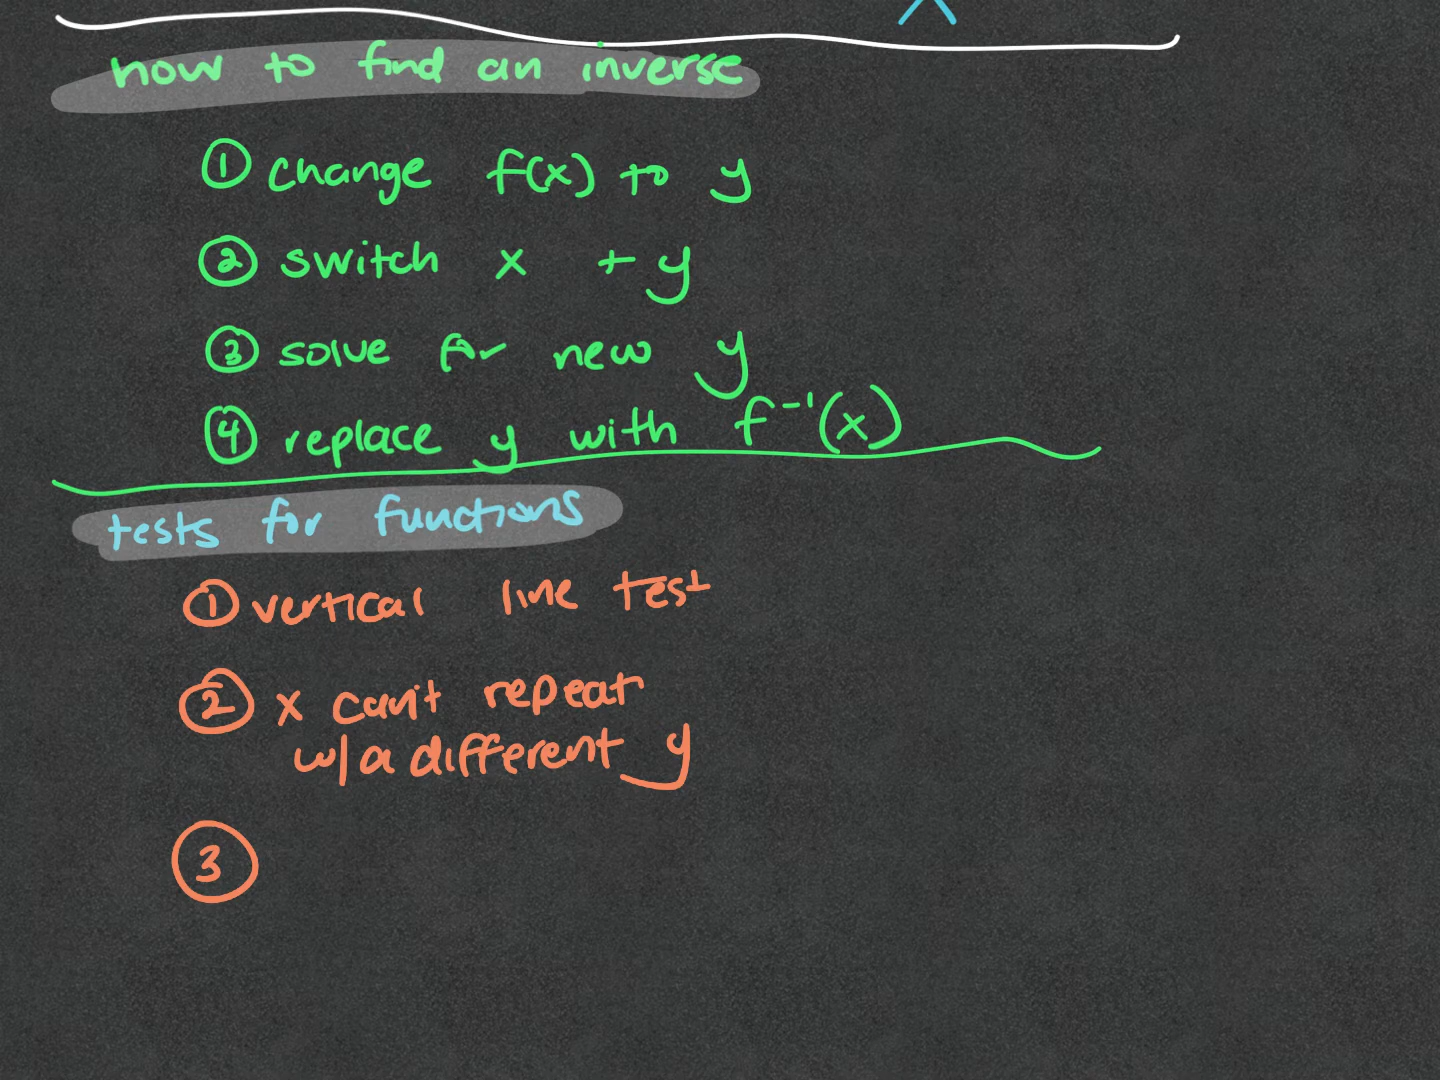 how to find an inverse
① change f(x) to y
② switch x + y
③ solve for new y
④ replace y with f⁻¹(x)
tests for functions
① vertical line test
② x can't repeat
w/ a different y
③